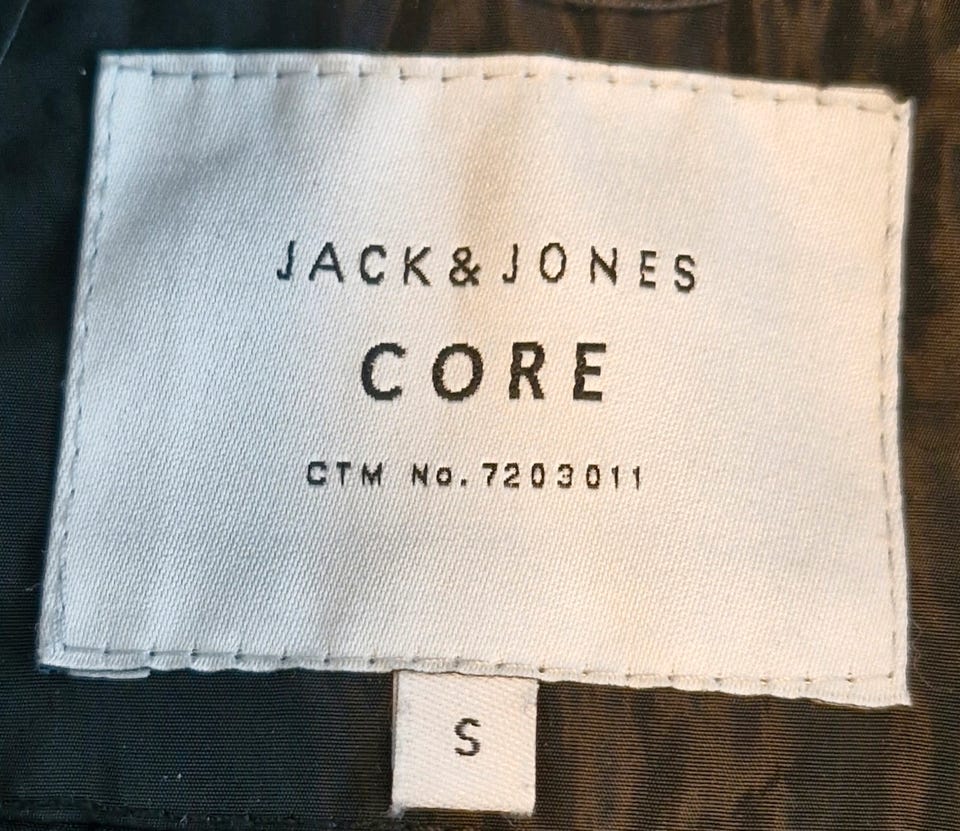 JACK&JONES
CORE
CTM No. 7203011
S